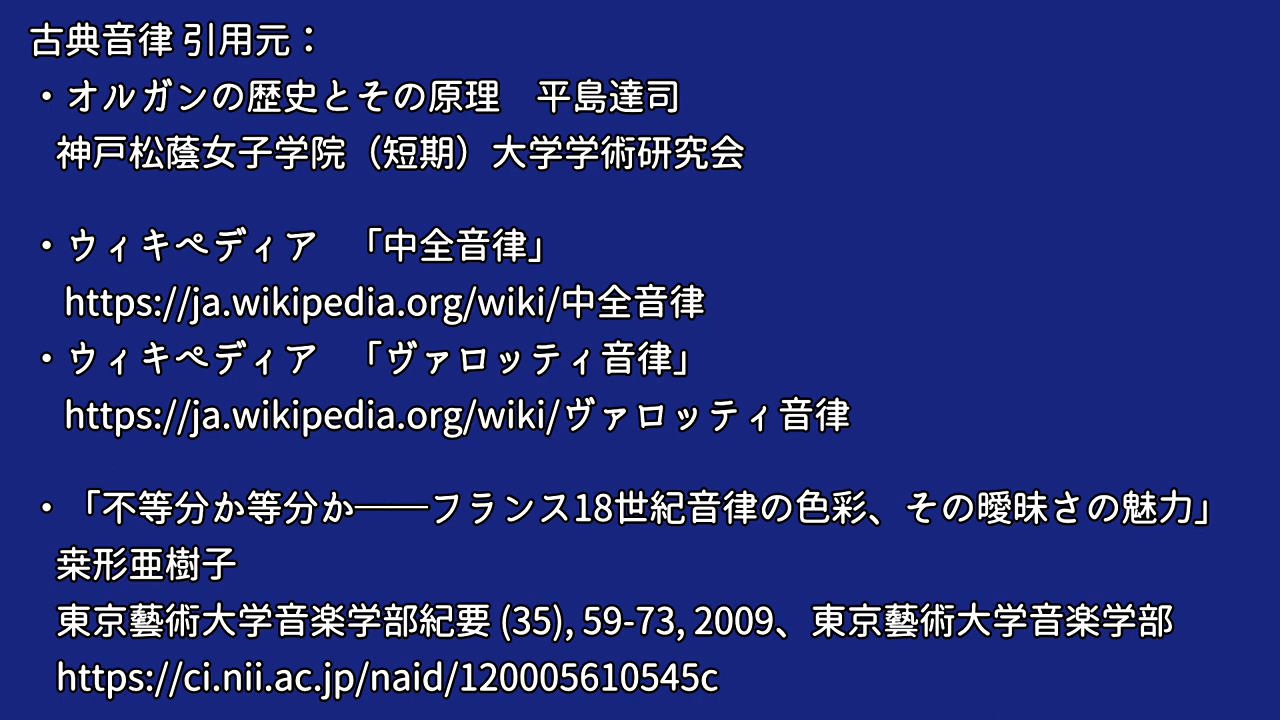 古典音律 引用元：
・オルガンの歴史とその原理　平島達司
神戸松蔭女子学院（短期）大学学術研究会
・ウィキペディア　「中全音律」
https://ja.wikipedia.org/wiki/中全音律
・ウィキペディア　「ヴァロッティ音律」
https://ja.wikipedia.org/wiki/ヴァロッティ音律
・「不等分か等分か――フランス18世紀音律の色彩、その曖昧さの魅力」
桒形亜樹子
東京藝術大学音楽学部紀要 (35), 59-73, 2009、東京藝術大学音楽学部
https://ci.nii.ac.jp/naid/120005610545c